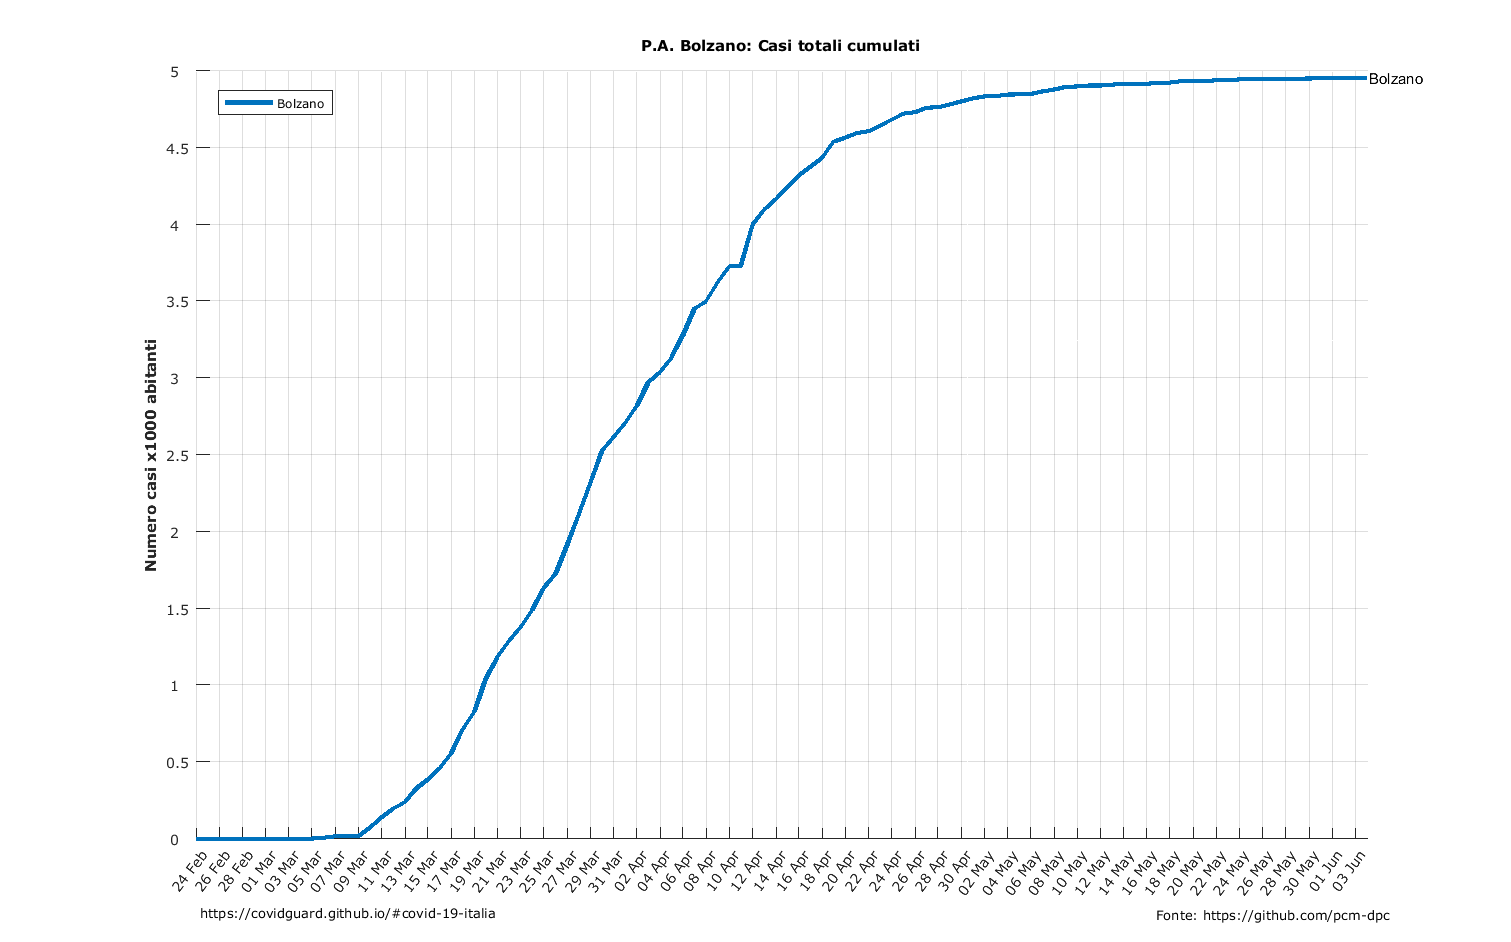 P.A. Bolzano: Casi totali cumulati
Bolzano
Bolzano
Numero casi x1000 abitanti
5
4.5
4
3.5
3
2.5
2
1.5
1
0.5
0
24 Feb
26 Feb
28 Feb
01 Mar
03 Mar
05 Mar
07 Mar
09 Mar
11 Mar
13 Mar
15 Mar
17 Mar
19 Mar
21 Mar
23 Mar
25 Mar
27 Mar
29 Mar
31 Mar
02 Apr
04 Apr
06 Apr
08 Apr
10 Apr
12 Apr
14 Apr
16 Apr
18 Apr
20 Apr
22 Apr
24 Apr
26 Apr
28 Apr
30 Apr
02 May
04 May
06 May
08 May
10 May
12 May
14 May
16 May
18 May
20 May
22 May
24 May
26 May
28 May
30 May
01 Jun
03 Jun
https://covidguard.github.io/#covid-19-italia
Fonte: https://github.com/pcm-dpc